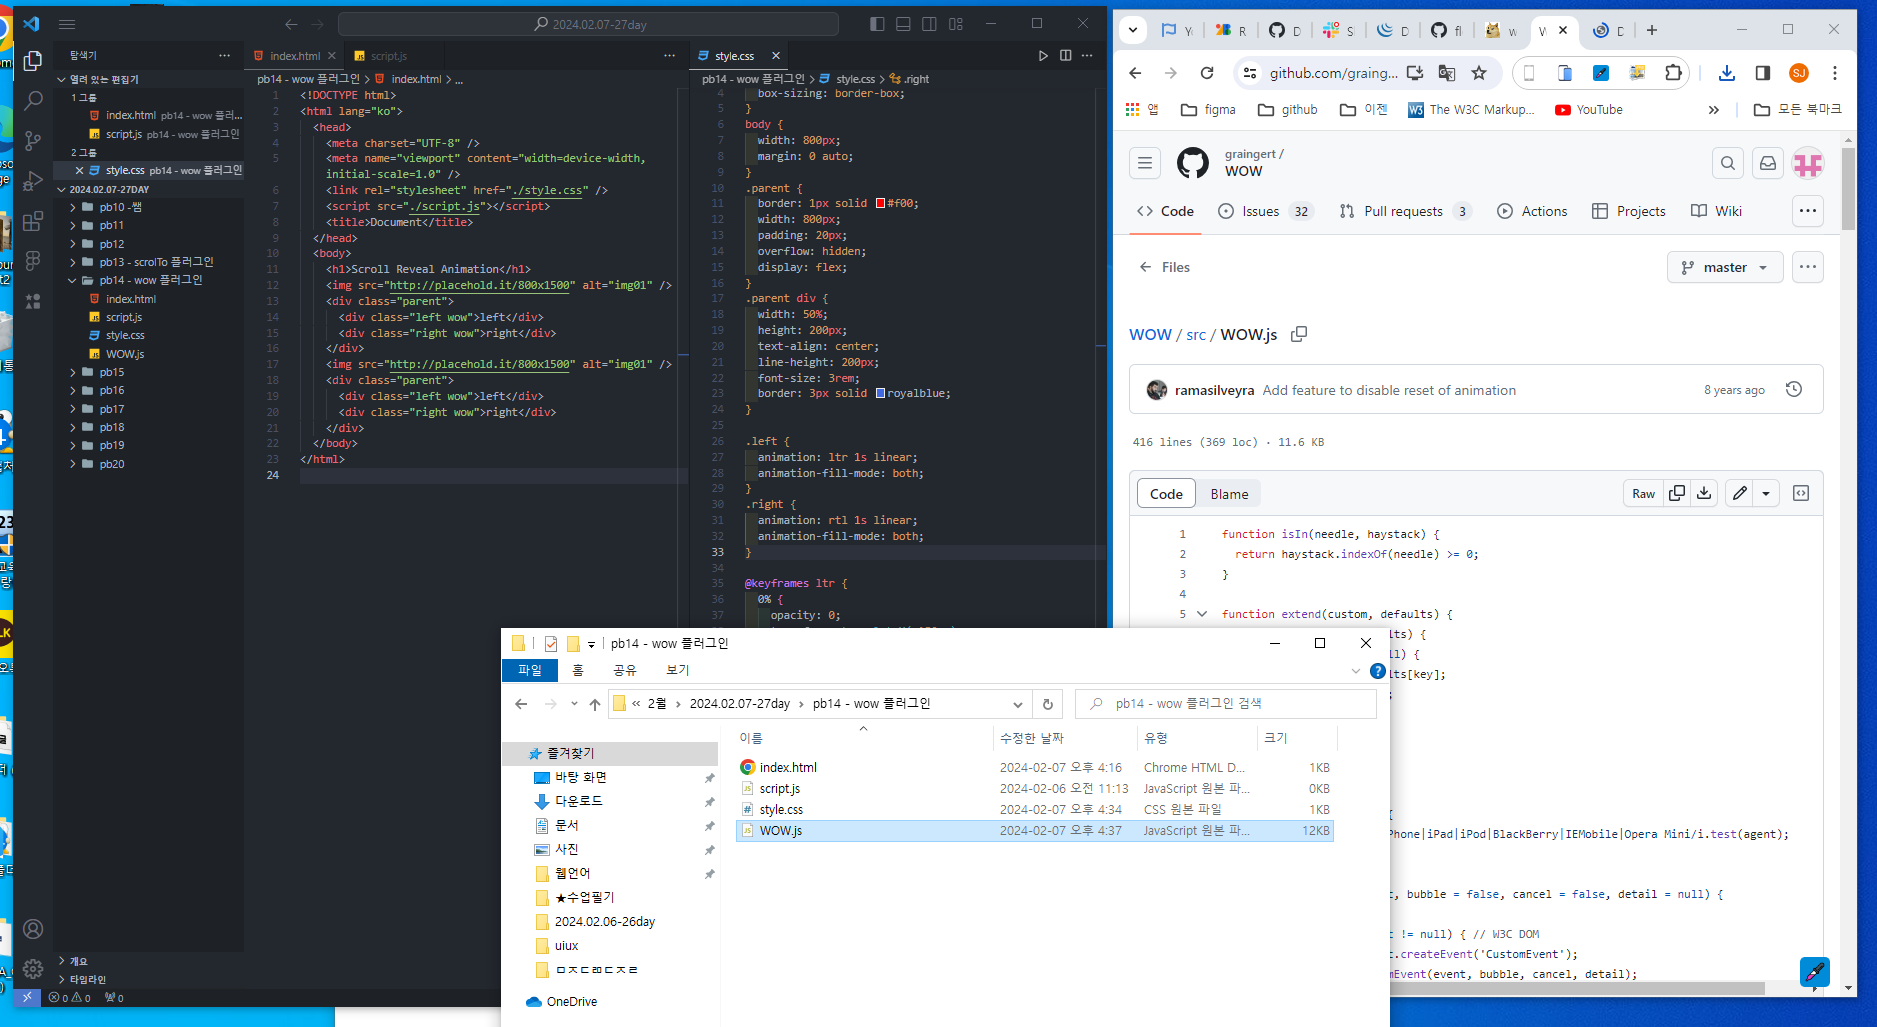 2024.02.07-27day
탐색기
열려 있는 편집기
1 그룹
index.html pb14 - wow 플러...
script.js pb14 - wow 플러그인
2 그룹
style.css pb14 - wow 플러그인
2024.02.07-27DAY
pb10 -쌤
pb11
pb12
pb13 - scrolTo 플러그인
pb14 - wow 플러그인
index.html
script.js
style.css
WOW.js
pb15
pb16
pb17
pb18
pb19
pb20
개요
타임라인
0 0 0
index.html
script.js
pb14 - wow 플러그인 > index.html > ...
1 <!DOCTYPE html>
2 <html lang="ko">
3 <head>
4 <meta charset="UTF-8" />
5 <meta name="viewport" content="width=device-width,
initial-scale=1.0" />
6 <link rel="stylesheet" href="./style.css" />
7 <script src="./script.js"></script>
8 <title>Document</title>
9 </head>
10 <body>
11 <h1>Scroll Reveal Animation</h1>
12 <img src="http://placehold.it/800x1500" alt="img01" />
13 <div class="parent">
14 <div class="left wow">left</div>
15 <div class="right wow">right</div>
16 </div>
17 <img src="http://placehold.it/800x1500" alt="img01" />
18 <div class="parent">
19 <div class="left wow">left</div>
20 <div class="right wow">right</div>
21 </div>
22 </body>
23 </html>
24
style.css
pb14 - wow 플러그인 > style.css > .right
4 box-sizing: border-box;
5 }
6 body {
7 width: 800px;
8 margin: 0 auto;
9 }
10 .parent {
11 border: 1px solid #f00;
12 width: 800px;
13 padding: 20px;
14 overflow: hidden;
15 display: flex;
16 }
17 .parent div {
18 width: 50%;
19 height: 200px;
20 text-align: center;
21 line-height: 200px;
22 font-size: 3rem;
23 border: 3px solid royalblue;
24 }
25
26 .left {
27 animation: ltr 1s linear;
28 animation-fill-mode: both;
29 }
30 .right {
31 animation: rtl 1s linear;
32 animation-fill-mode: both;
33 }
34
35 @keyframes ltr {
36 0% {
37 opacity: 0;
github.com/graing...
SJ
앱
figma
github
이젠
W3 The W3C Markup...
YouTube
모든 북마크
graingert /
WOW
Code
Issues 32
Pull requests 3
Actions
Projects
Wiki
Files
master
WOW / src / WOW.js
ramasilveyra Add feature to disable reset of animation
8 years ago
416 lines (369 loc) · 11.6 KB
Code
Blame
Raw
1 function isIn(needle, haystack) {
2 return haystack.indexOf(needle) >= 0;
3 }
4
5 function extend(custom, defaults) {
lts) {
l) {
lts[key];
;
{
Phone|iPad|iPod|BlackBerry|IEMobile|Opera Mini/i.test(agent);
t, bubble = false, cancel = false, detail = null) {
t != null) { // W3C DOM
t.createEvent('CustomEvent');
mEvent(event, bubble, cancel, detail);
pb14 - wow 플러그인
파일
홈
공유
보기
« 2월 > 2024.02.07-27day > pb14 - wow 플러그인
pb14 - wow 플러그인 검색
즐겨찾기
바탕 화면
다운로드
문서
사진
웹언어
★수업필기
2024.02.06-26day
uiux
OneDrive
이름 수정한 날짜 유형 크기
index.html 2024-02-07 오후 4:16 Chrome HTML D... 1KB
script.js 2024-02-06 오전 11:13 JavaScript 원본 파... 0KB
style.css 2024-02-07 오후 4:34 CSS 원본 파일 1KB
WOW.js 2024-02-07 오후 4:37 JavaScript 원본 파... 12KB